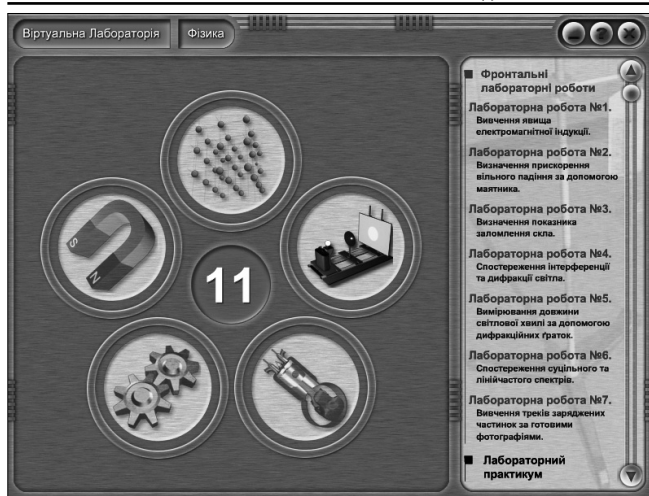 Віртуальна Лабораторія
Фізика
?
S
N
11
Фронтальні
лабораторні роботи
Лабораторна робота №1.
Вивчення явища
електромагнітної індукції.
Лабораторна робота №2.
Визначення прискорення
вільного падіння за допомогою
маятника.
Лабораторна робота №3.
Визначення показника
заломлення скла.
Лабораторна робота №4.
Спостереження інтерференції
та дифракції світла.
Лабораторна робота №5.
Вимірювання довжини
світлової хвилі за допомогою
дифракційних ґраток.
Лабораторна робота №6.
Спостереження суцільного та
лінійчастого спектрів.
Лабораторна робота №7.
Вивчення треків заряджених
частинок за готовими
фотографіями.
Лабораторний
практикум